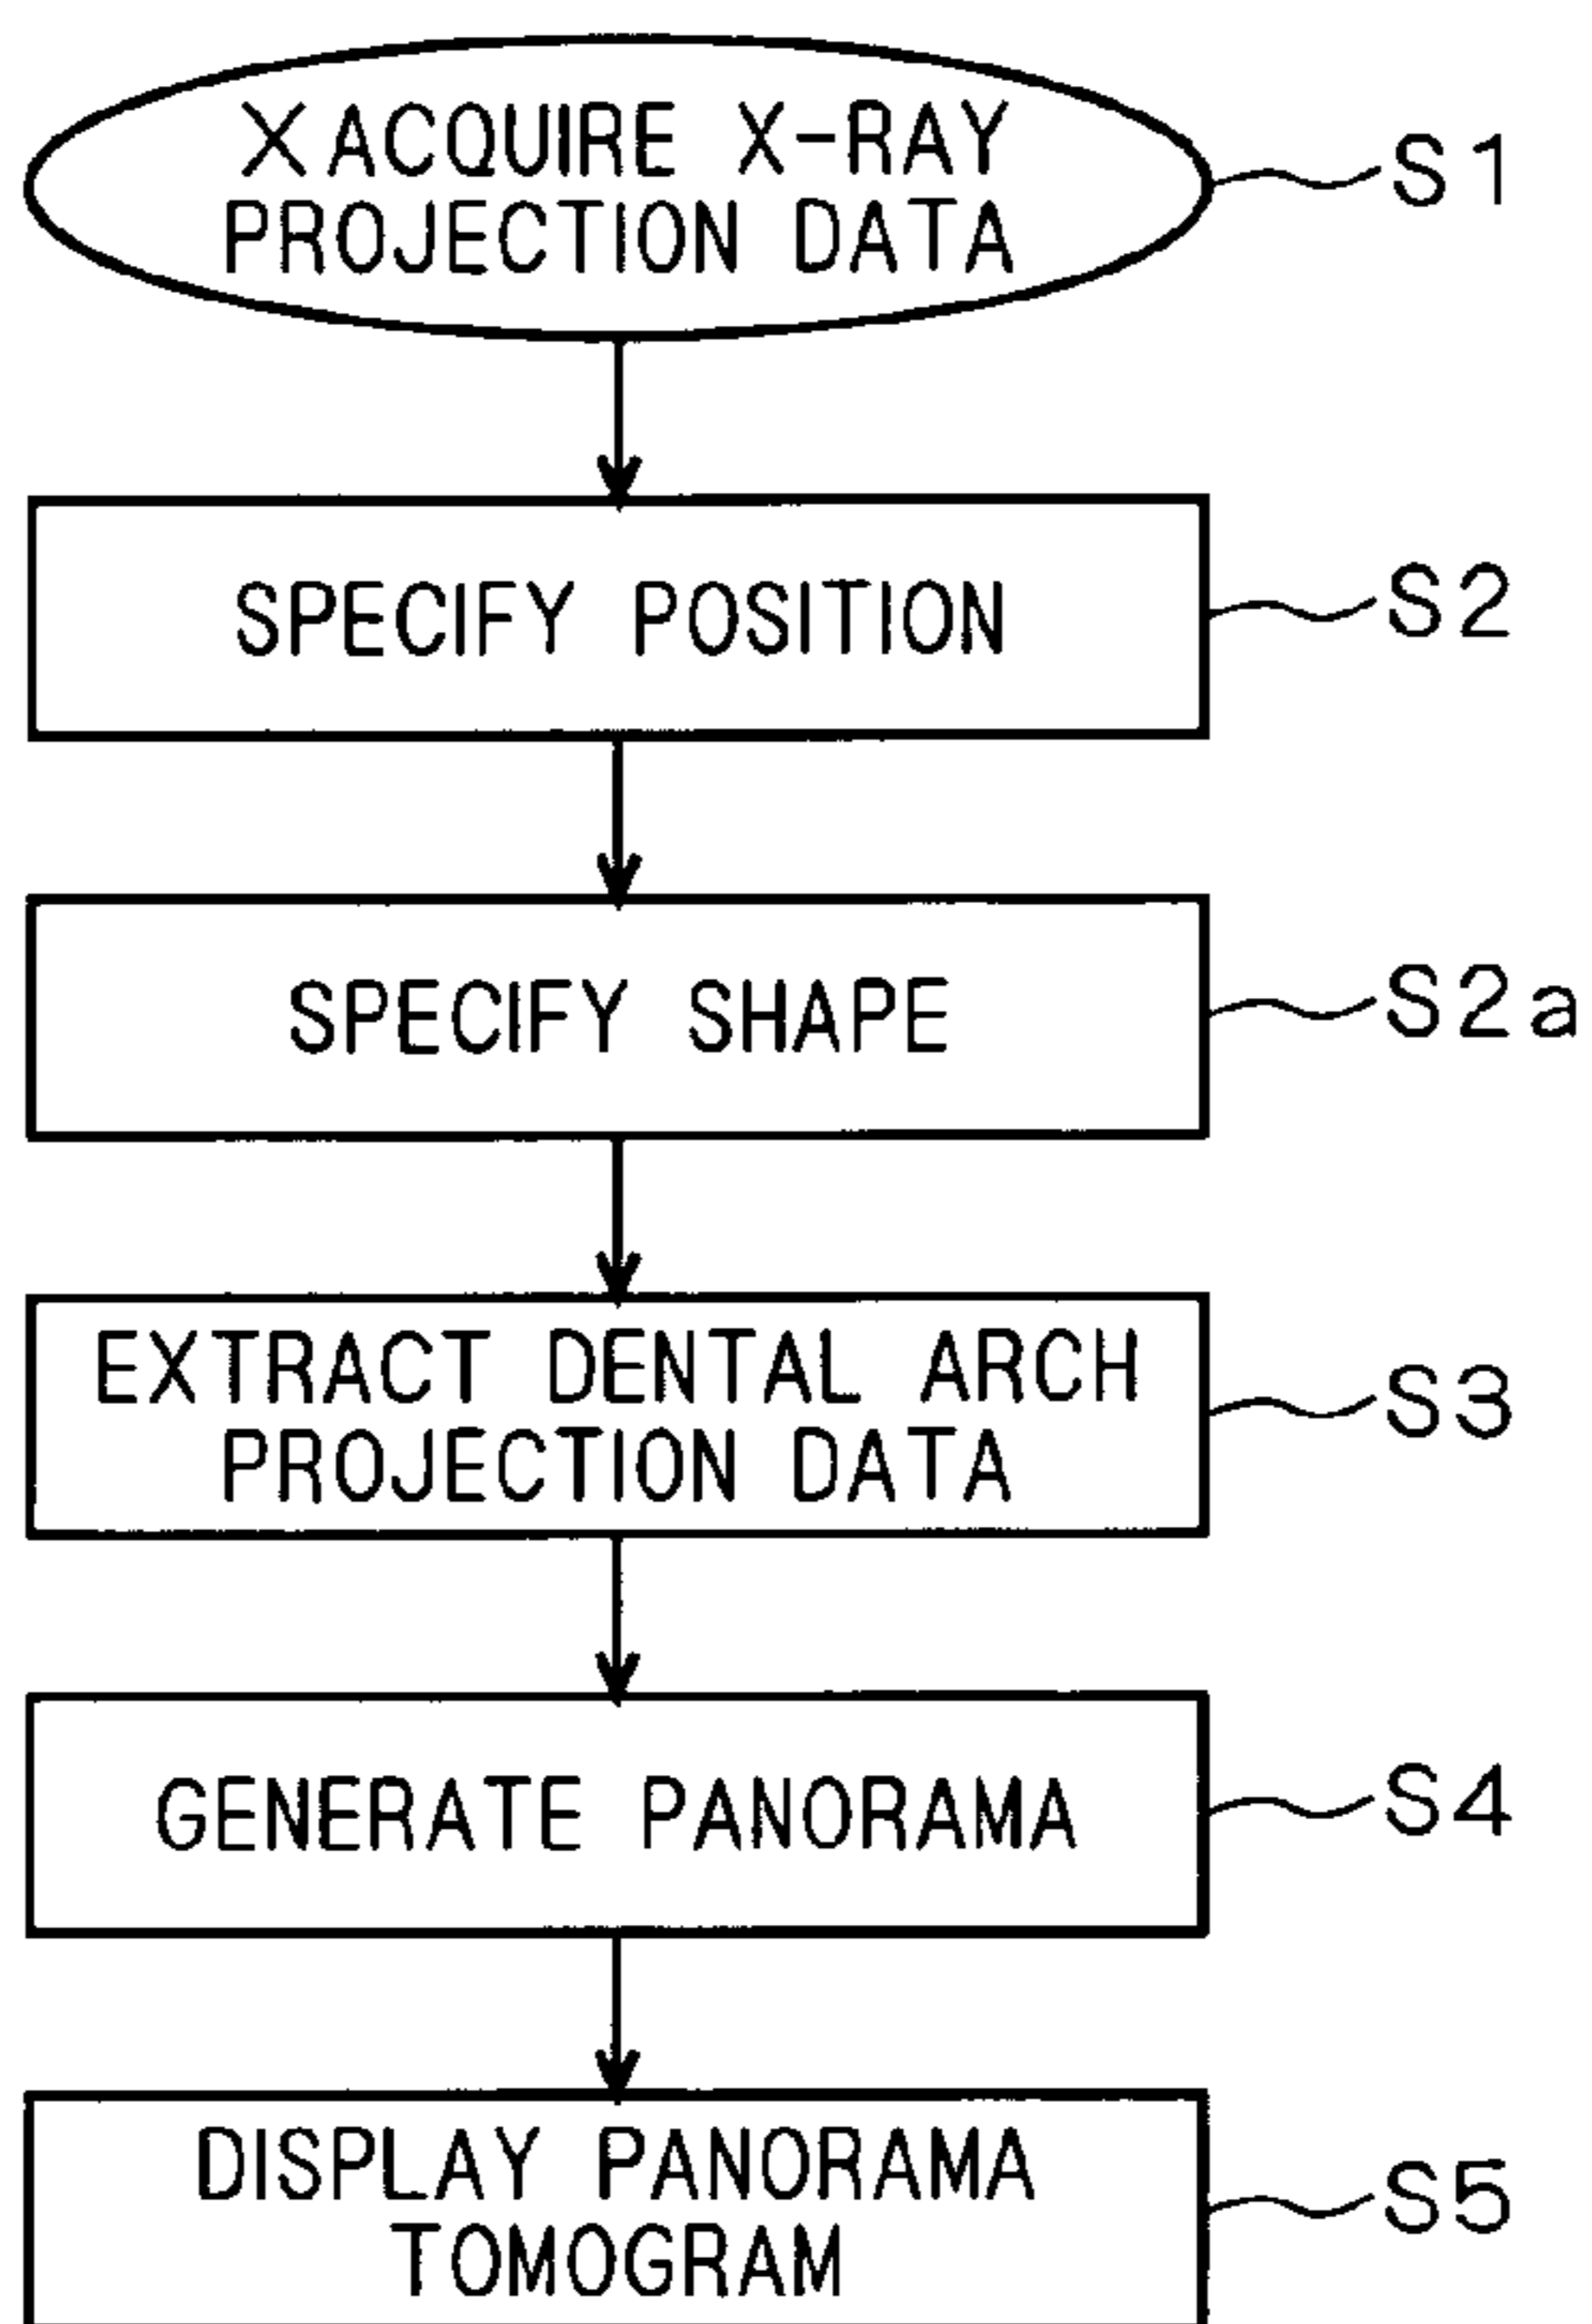 X ACQUIRE X-RAY
PROJECTION DATA
S1
SPECIFY POSITION
S2
SPECIFY SHAPE
S2a
EXTRACT DENTAL ARCH
PROJECTION DATA
S3
GENERATE PANORAMA
S4
DISPLAY PANORAMA
TOMOGRAM
S5